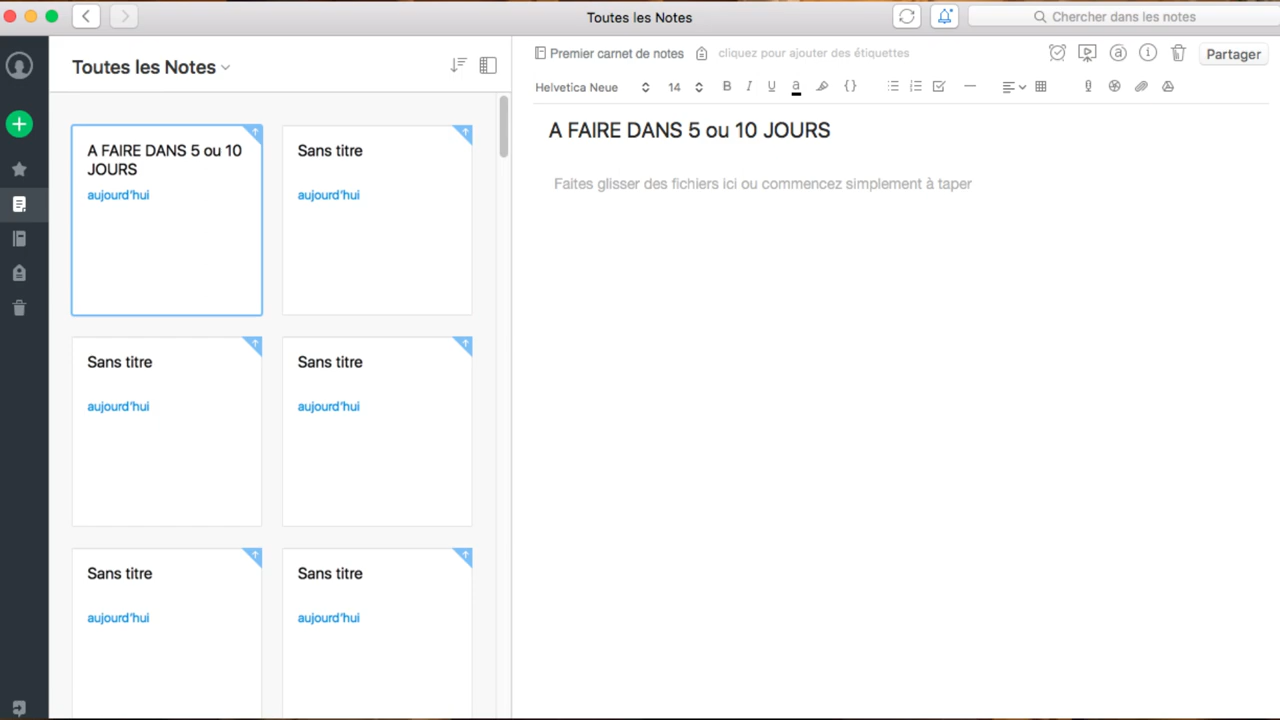 Toutes les Notes
Chercher dans les notes
Toutes les Notes
Premier carnet de notes
cliquez pour ajouter des étiquettes
Partager
Helvetica Neue
14
B I U a {}
A FAIRE DANS 5 ou 10
JOURS
aujourd'hui
Sans titre
aujourd'hui
Sans titre
aujourd'hui
Sans titre
aujourd'hui
Sans titre
aujourd'hui
Sans titre
aujourd'hui
A FAIRE DANS 5 ou 10 JOURS
Faites glisser des fichiers ici ou commencez simplement à taper